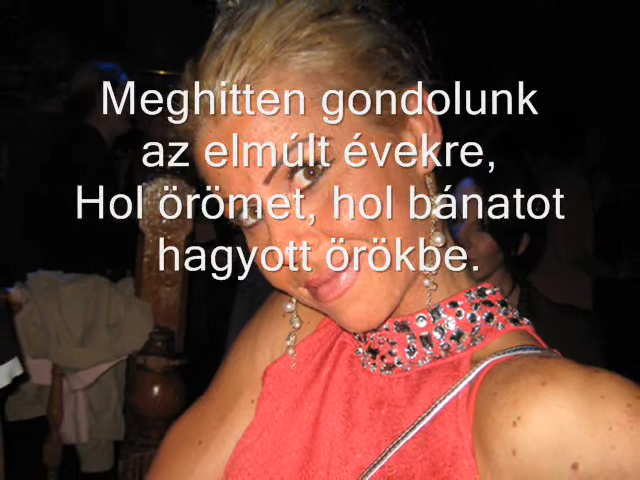 Meghitten gondolunk
az elmúlt évekre,
Hol örömet, hol bánatot
hagyott örökbe.